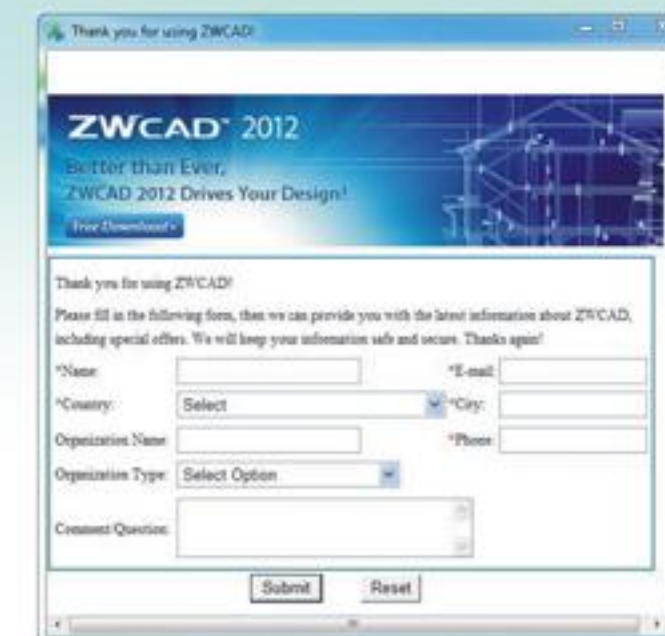 Thank you for using ZWCAD!
ZWCAD™ 2012
Better than Ever,
ZWCAD 2012 Drives Your Design!
Free Download
Thank you for using ZWCAD!
Please fill in the following form, then we can provide you with the latest information about ZWCAD,
including special offers. We will keep your information safe and secure. Thanks again!
*Name: *E-mail:
*Country: Select *City:
Organization Name: *Phone:
Organization Type: Select Option
Comment/Question:
Submit Reset